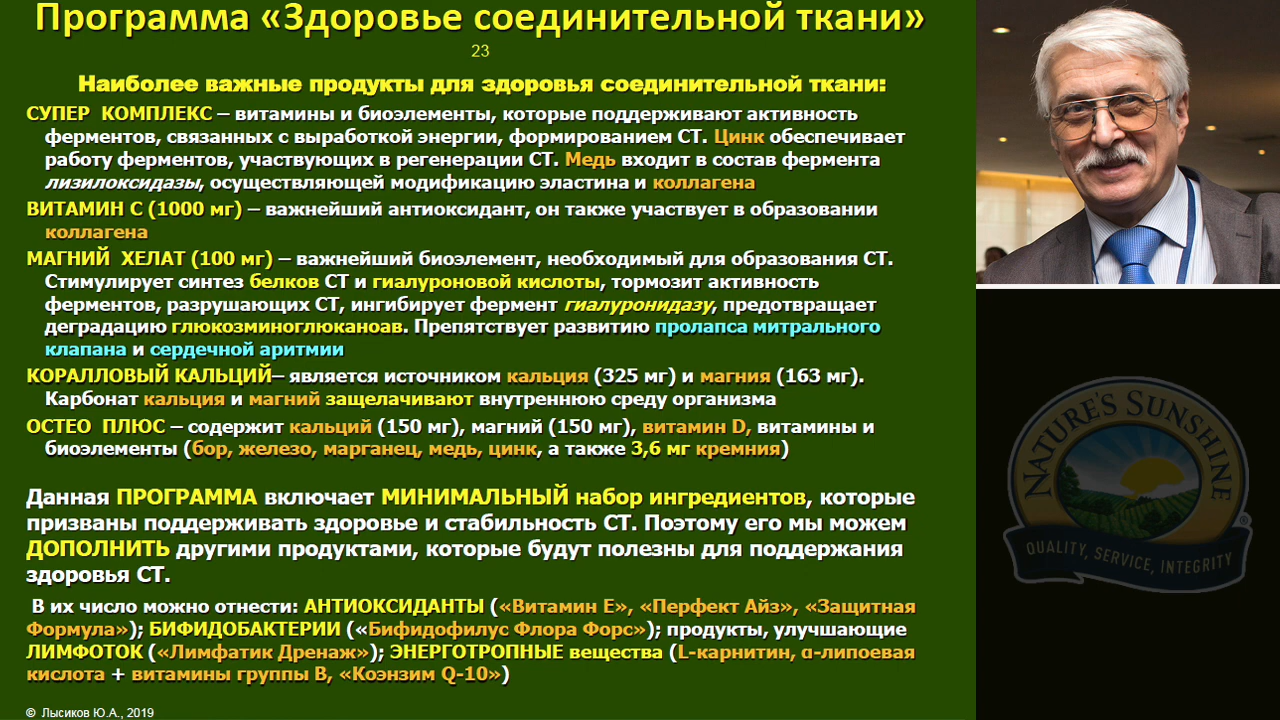 Программа «Здоровье соединительной ткани»
23
Наиболее важные продукты для здоровья соединительной ткани:
СУПЕР КОМПЛЕКС – витамины и биоэлементы, которые поддерживают активность
ферментов, связанных с выработкой энергии, формированием СТ. Цинк обеспечивает
работу ферментов, участвующих в регенерации СТ. Медь входит в состав фермента
лизилоксидазы, осуществляющей модификацию эластина и коллагена
ВИТАМИН С (1000 мг) – важнейший антиоксидант, он также участвует в образовании
коллагена
МАГНИЙ ХЕЛАТ (100 мг) – важнейший биоэлемент, необходимый для образования СТ.
Стимулирует синтез белков СТ и гиалуроновой кислоты, тормозит активность
ферментов, разрушающих СТ, ингибирует фермент гиалуронидазу, предотвращает
деградацию глюкозминоглюканоав. Препятствует развитию пролапса митрального
клапана и сердечной аритмии
КОРАЛЛОВЫЙ КАЛЬЦИЙ– является источником кальция (325 мг) и магния (163 мг).
Карбонат кальция и магний защелачивают внутреннюю среду организма
ОСТЕО ПЛЮС – содержит кальций (150 мг), магний (150 мг), витамин D, витамины и
биоэлементы (бор, железо, марганец, медь, цинк, а также 3,6 мг кремния)
Данная ПРОГРАММА включает МИНИМАЛЬНЫЙ набор ингредиентов, которые
призваны поддерживать здоровье и стабильность СТ. Поэтому его мы можем
ДОПОЛНИТЬ другими продуктами, которые будут полезны для поддержания
здоровья СТ.
В их число можно отнести: АНТИОКСИДАНТЫ («Витамин Е», «Перфект Айз», «Защитная
Формула»); БИФИДОБАКТЕРИИ («Бифидофилус Флора Форс»); продукты, улучшающие
ЛИМФОТОК («Лимфатик Дренаж»); ЭНЕРГОТРОПНЫЕ вещества (L-карнитин, α-липоевая
кислота + витамины группы В, «Коэнзим Q-10»)
© Лысиков Ю.А., 2019
NATURE'S SUNSHINE
®
QUALITY, SERVICE, INTEGRITY